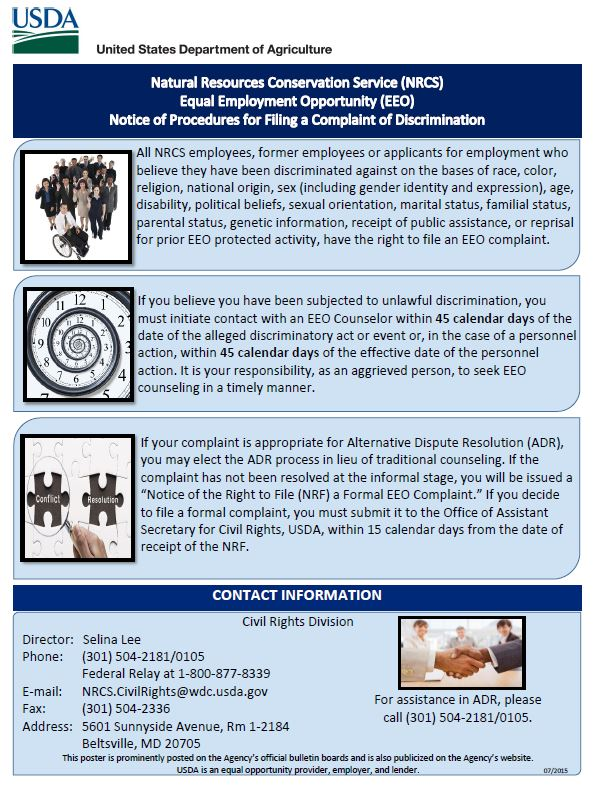 USDA
United States Department of Agriculture
Natural Resources Conservation Service (NRCS)
Equal Employment Opportunity (EEO)
Notice of Procedures for Filing a Complaint of Discrimination
All NRCS employees, former employees or applicants for employment who
believe they have been discriminated against on the bases of race, color,
religion, national origin, sex (including gender identity and expression), age,
disability, political beliefs, sexual orientation, marital status, familial status,
parental status, genetic information, receipt of public assistance, or reprisal
for prior EEO protected activity, have the right to file an EEO complaint.
If you believe you have been subjected to unlawful discrimination, you
must initiate contact with an EEO Counselor within 45 calendar days of the
date of the alleged discriminatory act or event or, in the case of a personnel
action, within 45 calendar days of the effective date of the personnel
action. It is your responsibility, as an aggrieved person, to seek EEO
counseling in a timely manner.
Conflict
Resolution
If your complaint is appropriate for Alternative Dispute Resolution (ADR),
you may elect the ADR process in lieu of traditional counseling. If the
complaint has not been resolved at the informal stage, you will be issued a
“Notice of the Right to File (NRF) a Formal EEO Complaint.” If you decide
to file a formal complaint, you must submit it to the Office of Assistant
Secretary for Civil Rights, USDA, within 15 calendar days from the date of
receipt of the NRF.
CONTACT INFORMATION
Civil Rights Division
Director: Selina Lee
Phone: (301) 504-2181/0105
Federal Relay at 1-800-877-8339
E-mail: NRCS.CivilRights@wdc.usda.gov
Fax: (301) 504-2336
Address: 5601 Sunnyside Avenue, Rm 1-2184
Beltsville, MD 20705
For assistance in ADR, please
call (301) 504-2181/0105.
This poster is prominently posted on the Agency's official bulletin boards and is also publicized on the Agency's website.
USDA is an equal opportunity provider, employer, and lender.
07/2015